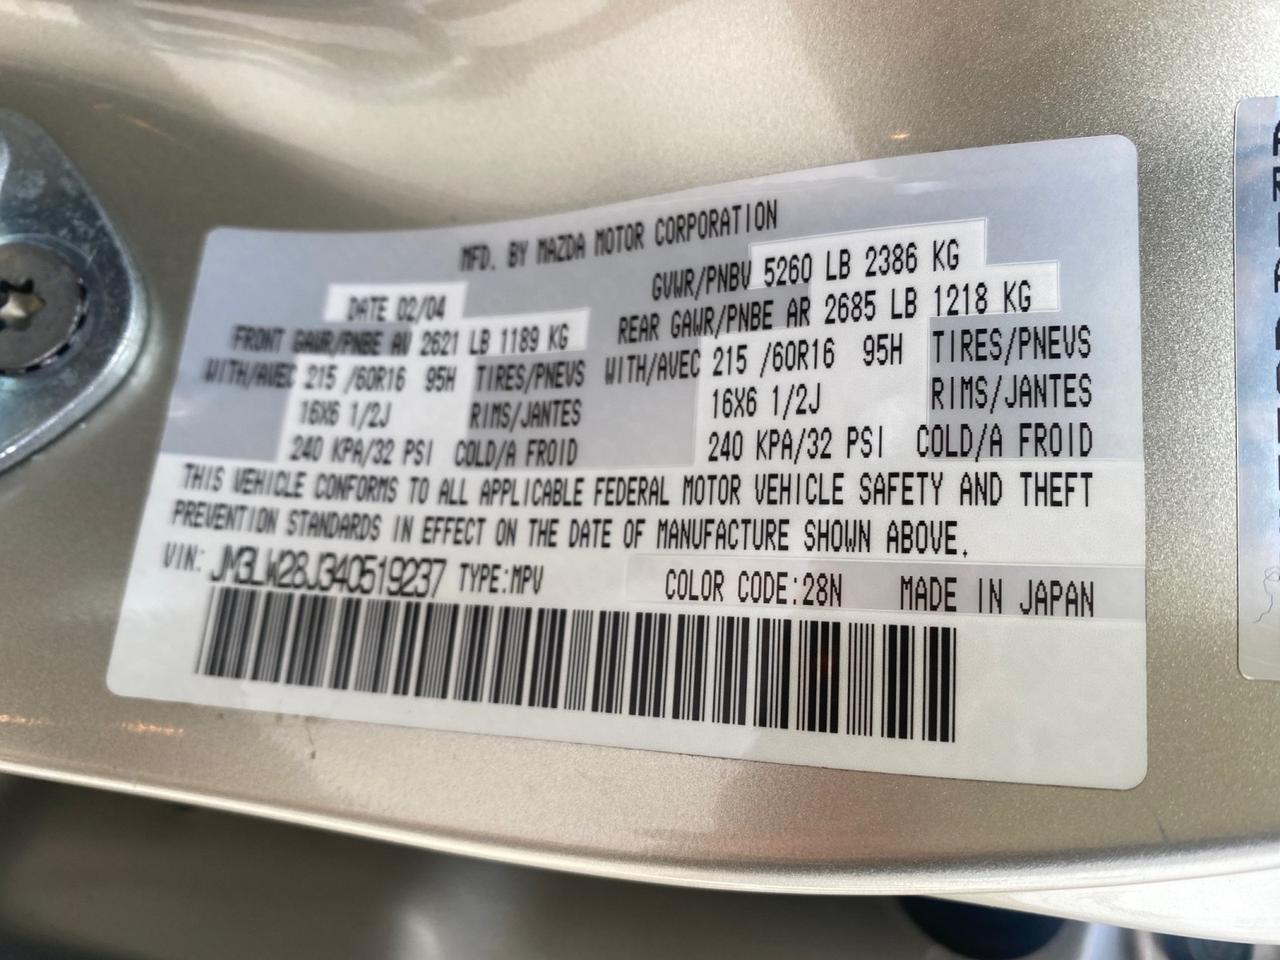 MFD. BY MAZDA MOTOR CORPORATION
DATE 02/04
GVWR/PNBV 5260 LB 2386 KG
FRONT GAWR/PNBE AV 2621 LB 1189 KG
REAR GAWR/PNBE AR 2685 LB 1218 KG
WITH/AVEC 215 /60R16 95H TIRES/PNEVS
WITH/AVEC 215 /60R16 95H TIRES/PNEVS
16X6 1/2J RIMS/JANTES
16X6 1/2J RIMS/JANTES
240 KPA/32 PSI COLD/A FROID
240 KPA/32 PSI COLD/A FROID
THIS VEHICLE CONFORMS TO ALL APPLICABLE FEDERAL MOTOR VEHICLE SAFETY AND THEFT
PREVENTION STANDARDS IN EFFECT ON THE DATE OF MANUFACTURE SHOWN ABOVE.
VIN: JM3LW28J340519237 TYPE:MPV COLOR CODE:28N MADE IN JAPAN